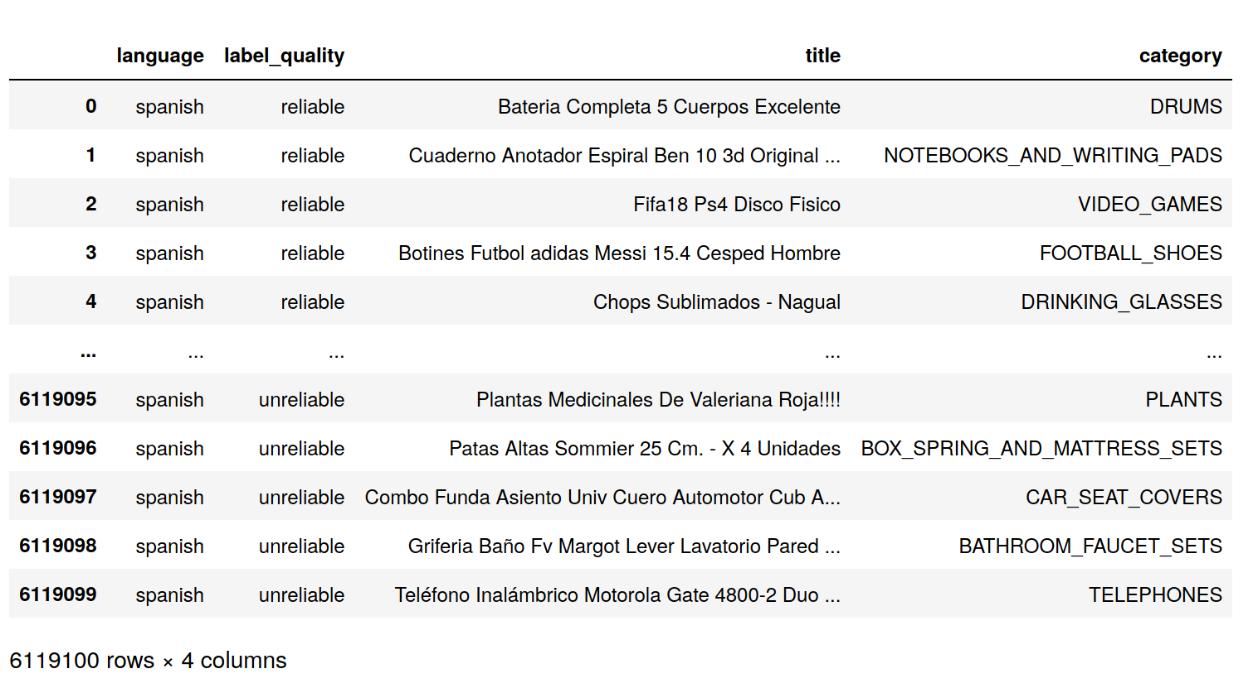 language label_quality title category
0 spanish reliable Bateria Completa 5 Cuerpos Excelente DRUMS
1 spanish reliable Cuaderno Anotador Espiral Ben 10 3d Original ... NOTEBOOKS_AND_WRITING_PADS
2 spanish reliable Fifa18 Ps4 Disco Fisico VIDEO_GAMES
3 spanish reliable Botines Futbol adidas Messi 15.4 Cesped Hombre FOOTBALL_SHOES
4 spanish reliable Chops Sublimados - Nagual DRINKING_GLASSES
... ... ... ... ...
6119095 spanish unreliable Plantas Medicinales De Valeriana Roja!!!! PLANTS
6119096 spanish unreliable Patas Altas Sommier 25 Cm. - X 4 Unidades BOX_SPRING_AND_MATTRESS_SETS
6119097 spanish unreliable Combo Funda Asiento Univ Cuero Automotor Cub A... CAR_SEAT_COVERS
6119098 spanish unreliable Griferia Baño Fv Margot Lever Lavatorio Pared ... BATHROOM_FAUCET_SETS
6119099 spanish unreliable Teléfono Inalámbrico Motorola Gate 4800-2 Duo ... TELEPHONES
6119100 rows × 4 columns